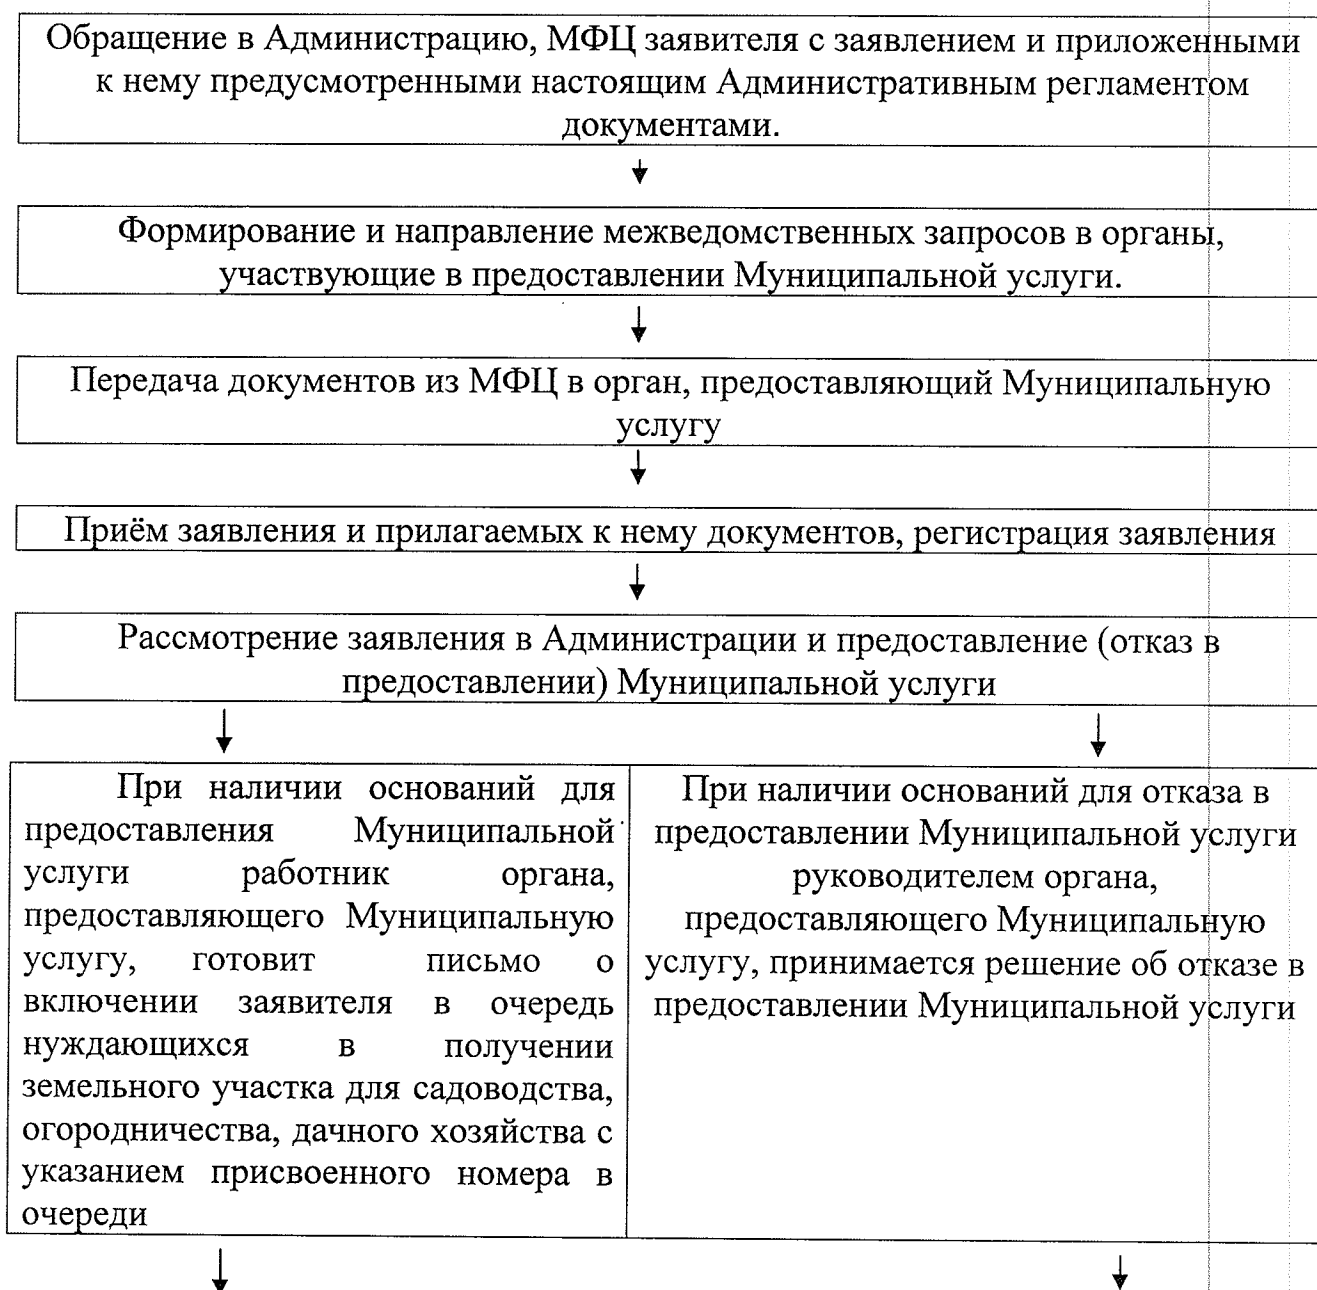 Обращение в Администрацию, МФЦ заявителя с заявлением и приложенными
к нему предусмотренными настоящим Административным регламентом
документами.
Формирование и направление межведомственных запросов в органы,
участвующие в предоставлении Муниципальной услуги.
Передача документов из МФЦ в орган, предоставляющий Муниципальную
услугу
Приём заявления и прилагаемых к нему документов, регистрация заявления
Рассмотрение заявления в Администрации и предоставление (отказ в
предоставлении) Муниципальной услуги
При наличии оснований для
предоставления Муниципальной
услуги работник органа,
предоставляющего Муниципальную
услугу, готовит письмо о
включении заявителя в очередь
нуждающихся в получении
земельного участка для садоводства,
огородничества, дачного хозяйства с
указанием присвоенного номера в
очереди
При наличии оснований для отказа в
предоставлении Муниципальной услуги
руководителем органа,
предоставляющего Муниципальную
услугу, принимается решение об отказе в
предоставлении Муниципальной услуги